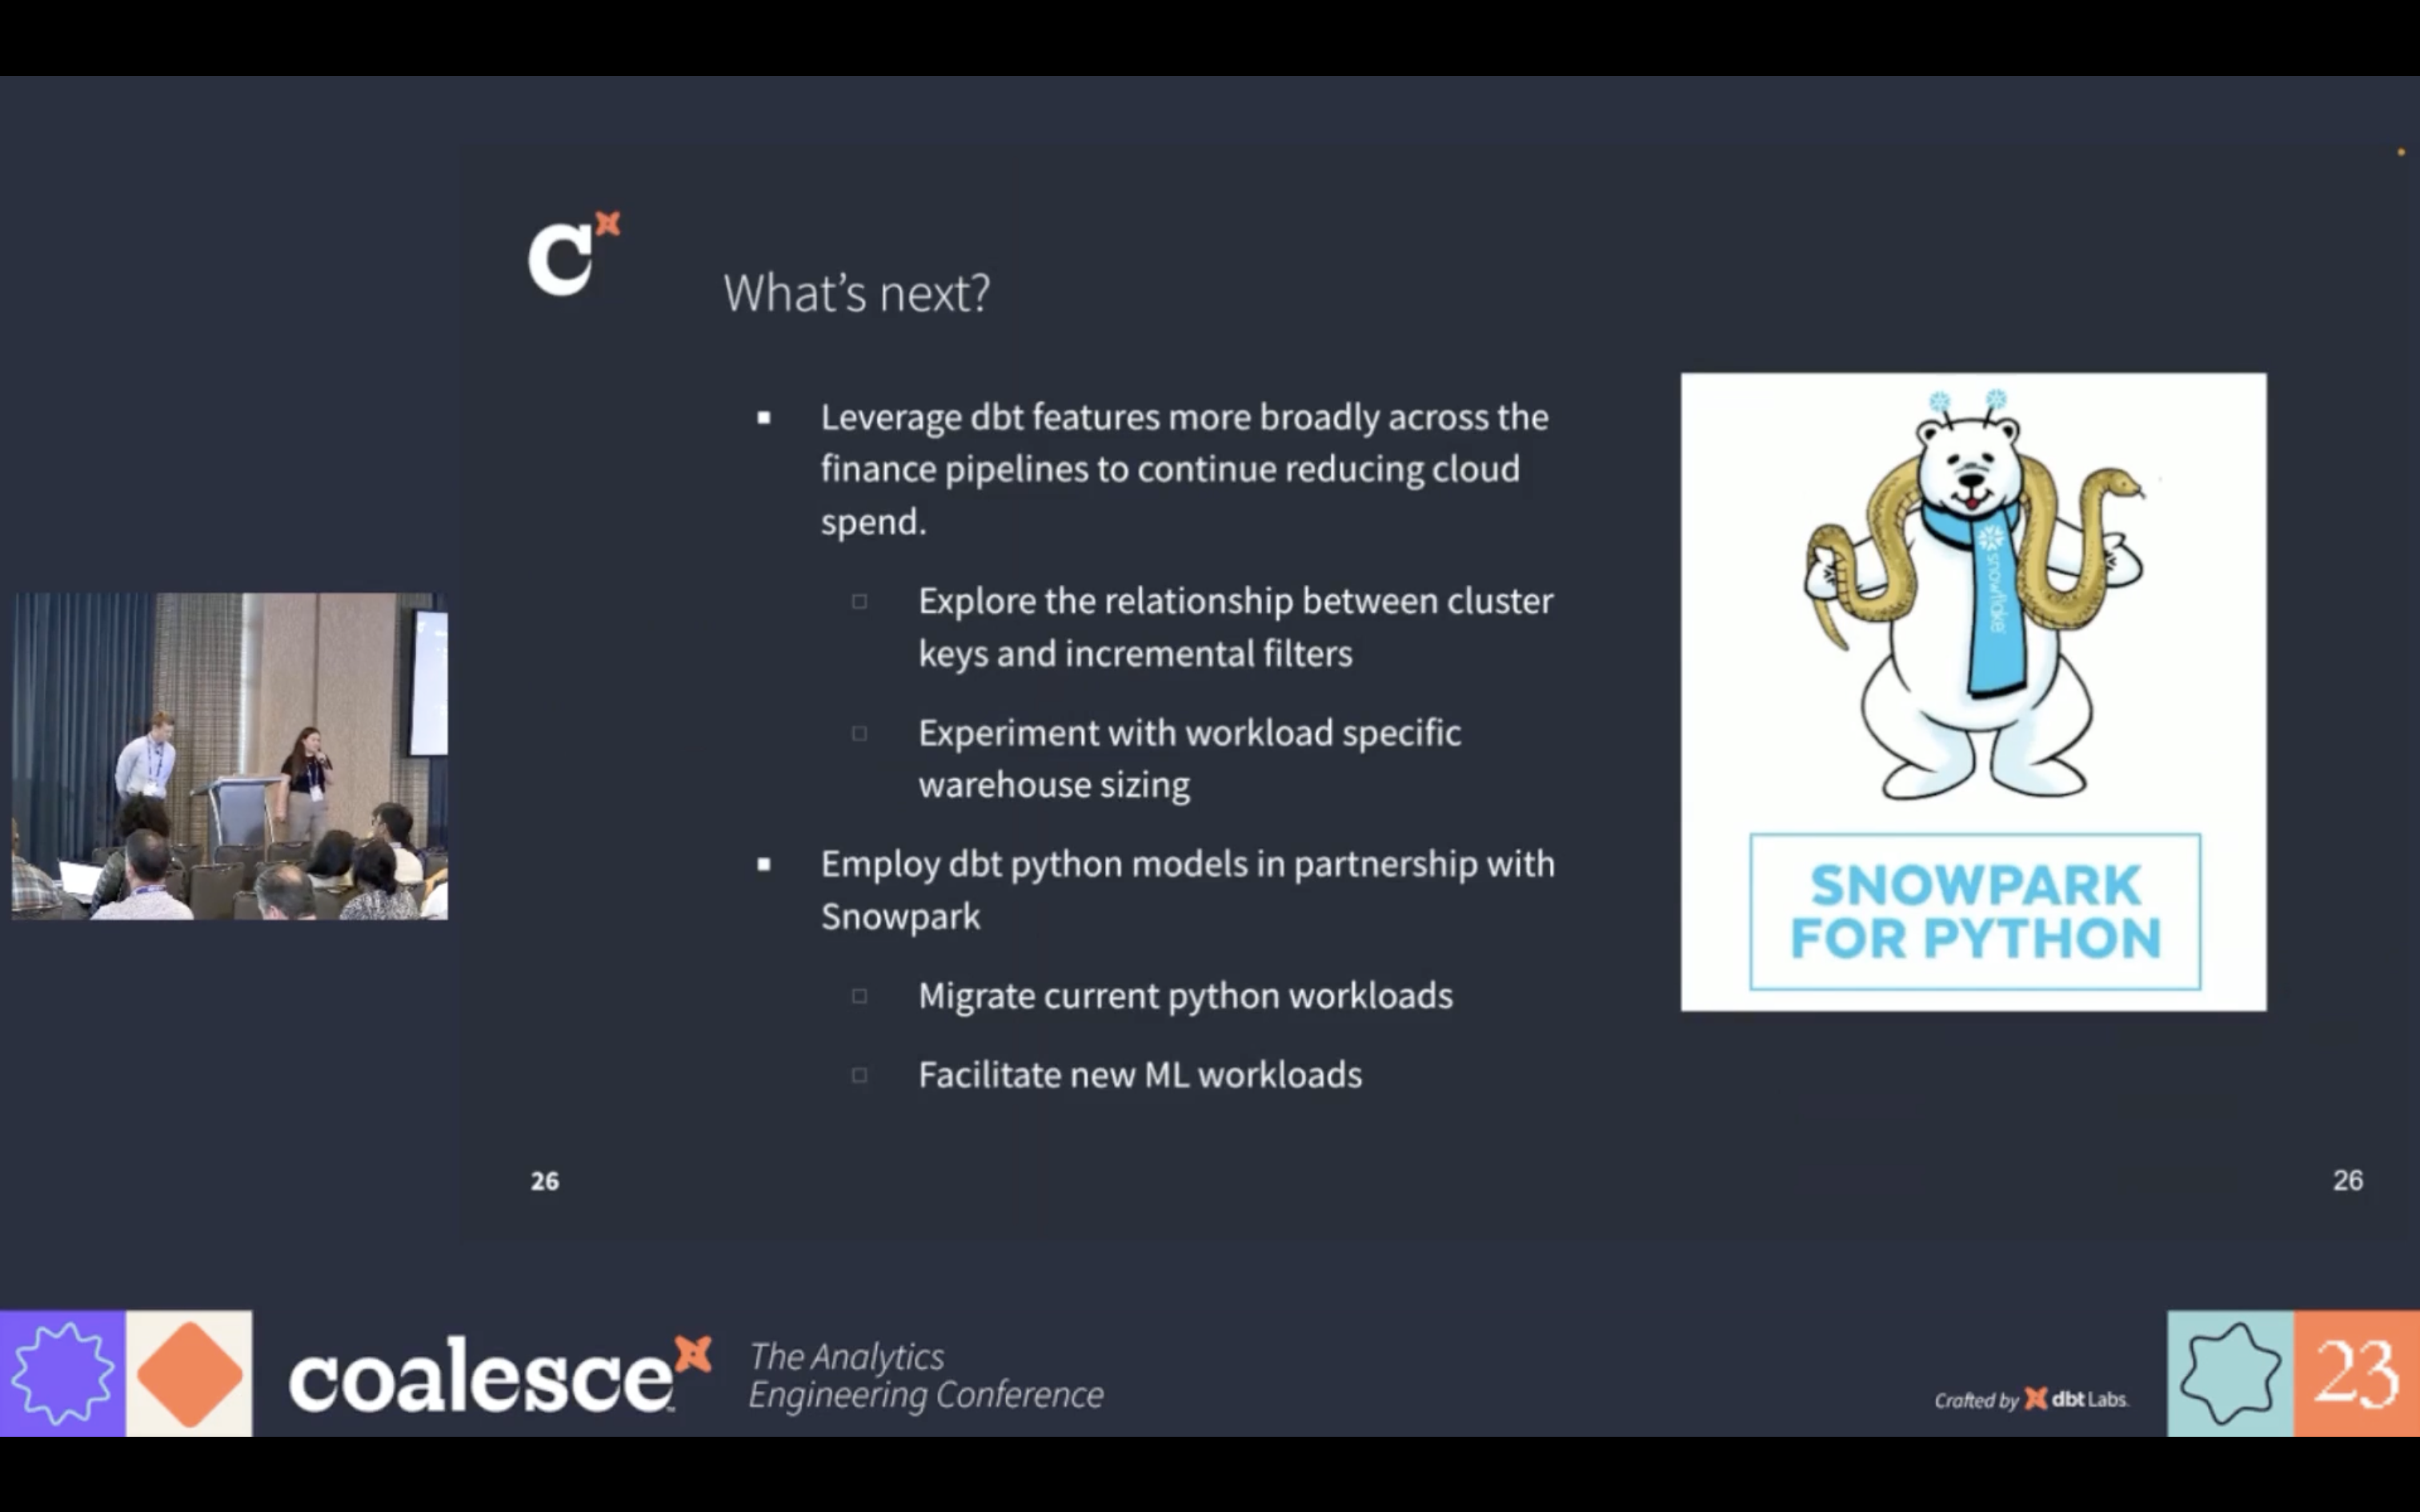 C
What's next?
Leverage dbt features more broadly across the
finance pipelines to continue reducing cloud
spend.
Explore the relationship between cluster
keys and incremental filters
Experiment with workload specific
warehouse sizing
Employ dbt python models in partnership with
Snowpark
Migrate current python workloads
Facilitate new ML workloads
snowflake
SNOWPARK
FOR PYTHON
26
26
coalesce
The Analytics
Engineering Conference
Crafted by dbt Labs
23